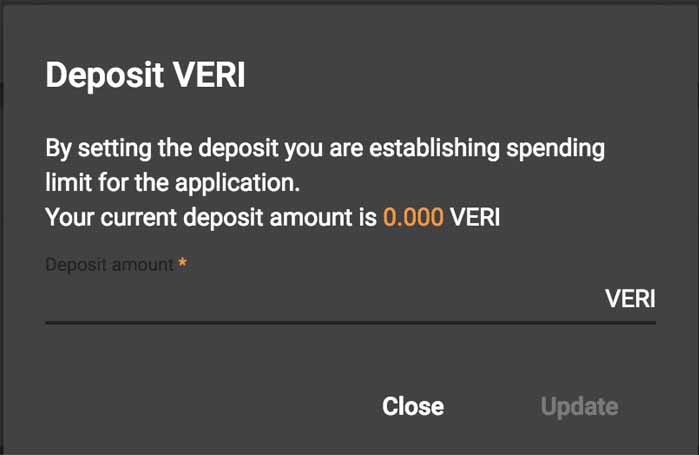 Deposit VERI
By setting the deposit you are establishing spending
limit for the application.
Your current deposit amount is 0.000 VERI
Deposit amount *
VERI
Close Update